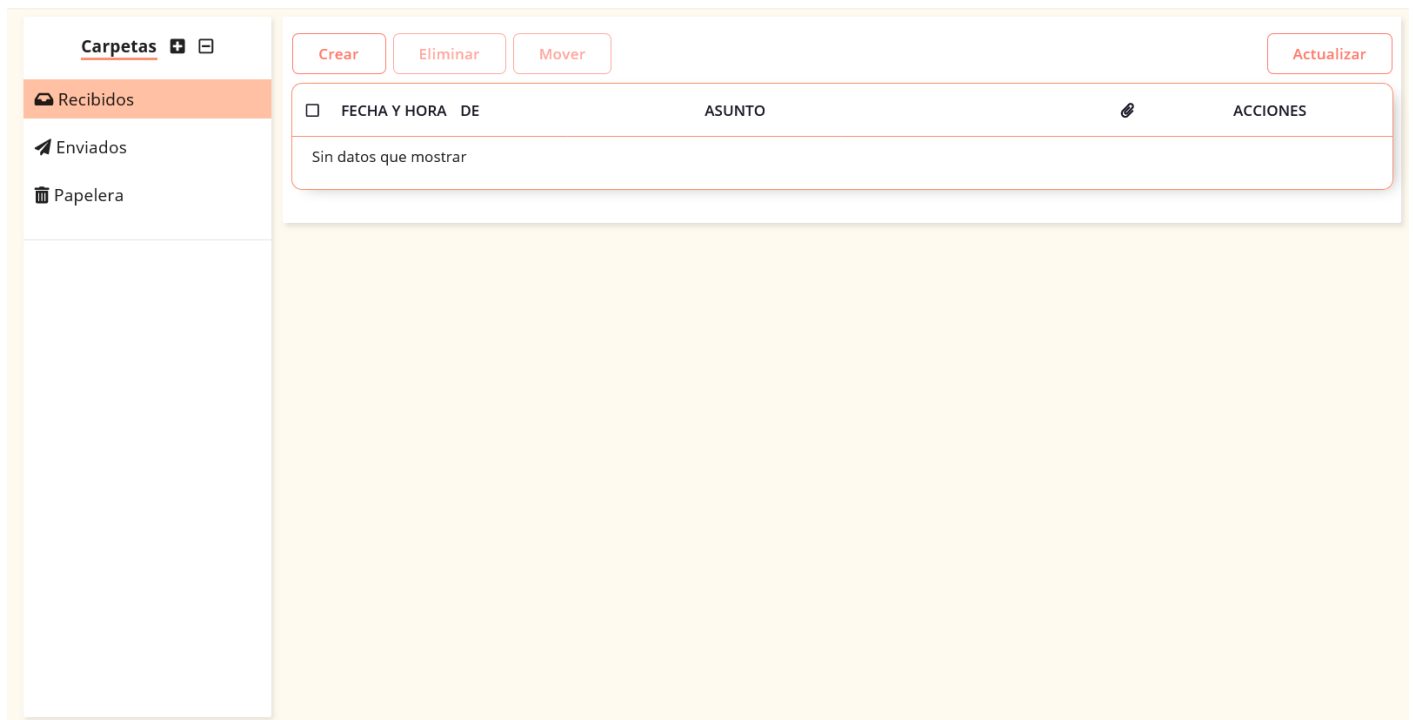 Carpetas
Recibidos
Enviados
Papelera
Crear Eliminar Mover Actualizar
FECHA Y HORA DE ASUNTO ACCIONES
Sin datos que mostrar